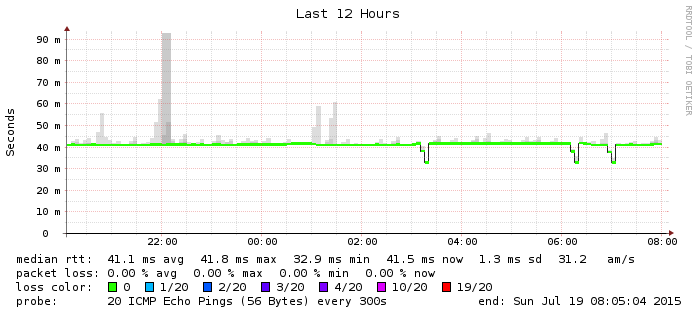 Last 12 Hours
RRDTOOL / TOBI OETIKER
Seconds
90 m
80 m
70 m
60 m
50 m
40 m
30 m
20 m
10 m
0
22:00 00:00 02:00 04:00 06:00 08:00
median rtt: 41.1 ms avg 41.8 ms max 32.9 ms min 41.5 ms now 1.3 ms sd 31.2 am/s
packet loss: 0.00 % avg 0.00 % max 0.00 % min 0.00 % now
loss color: 0 1/20 2/20 3/20 4/20 10/20 19/20
probe: 20 ICMP Echo Pings (56 Bytes) every 300s end: Sun Jul 19 08:05:04 2015